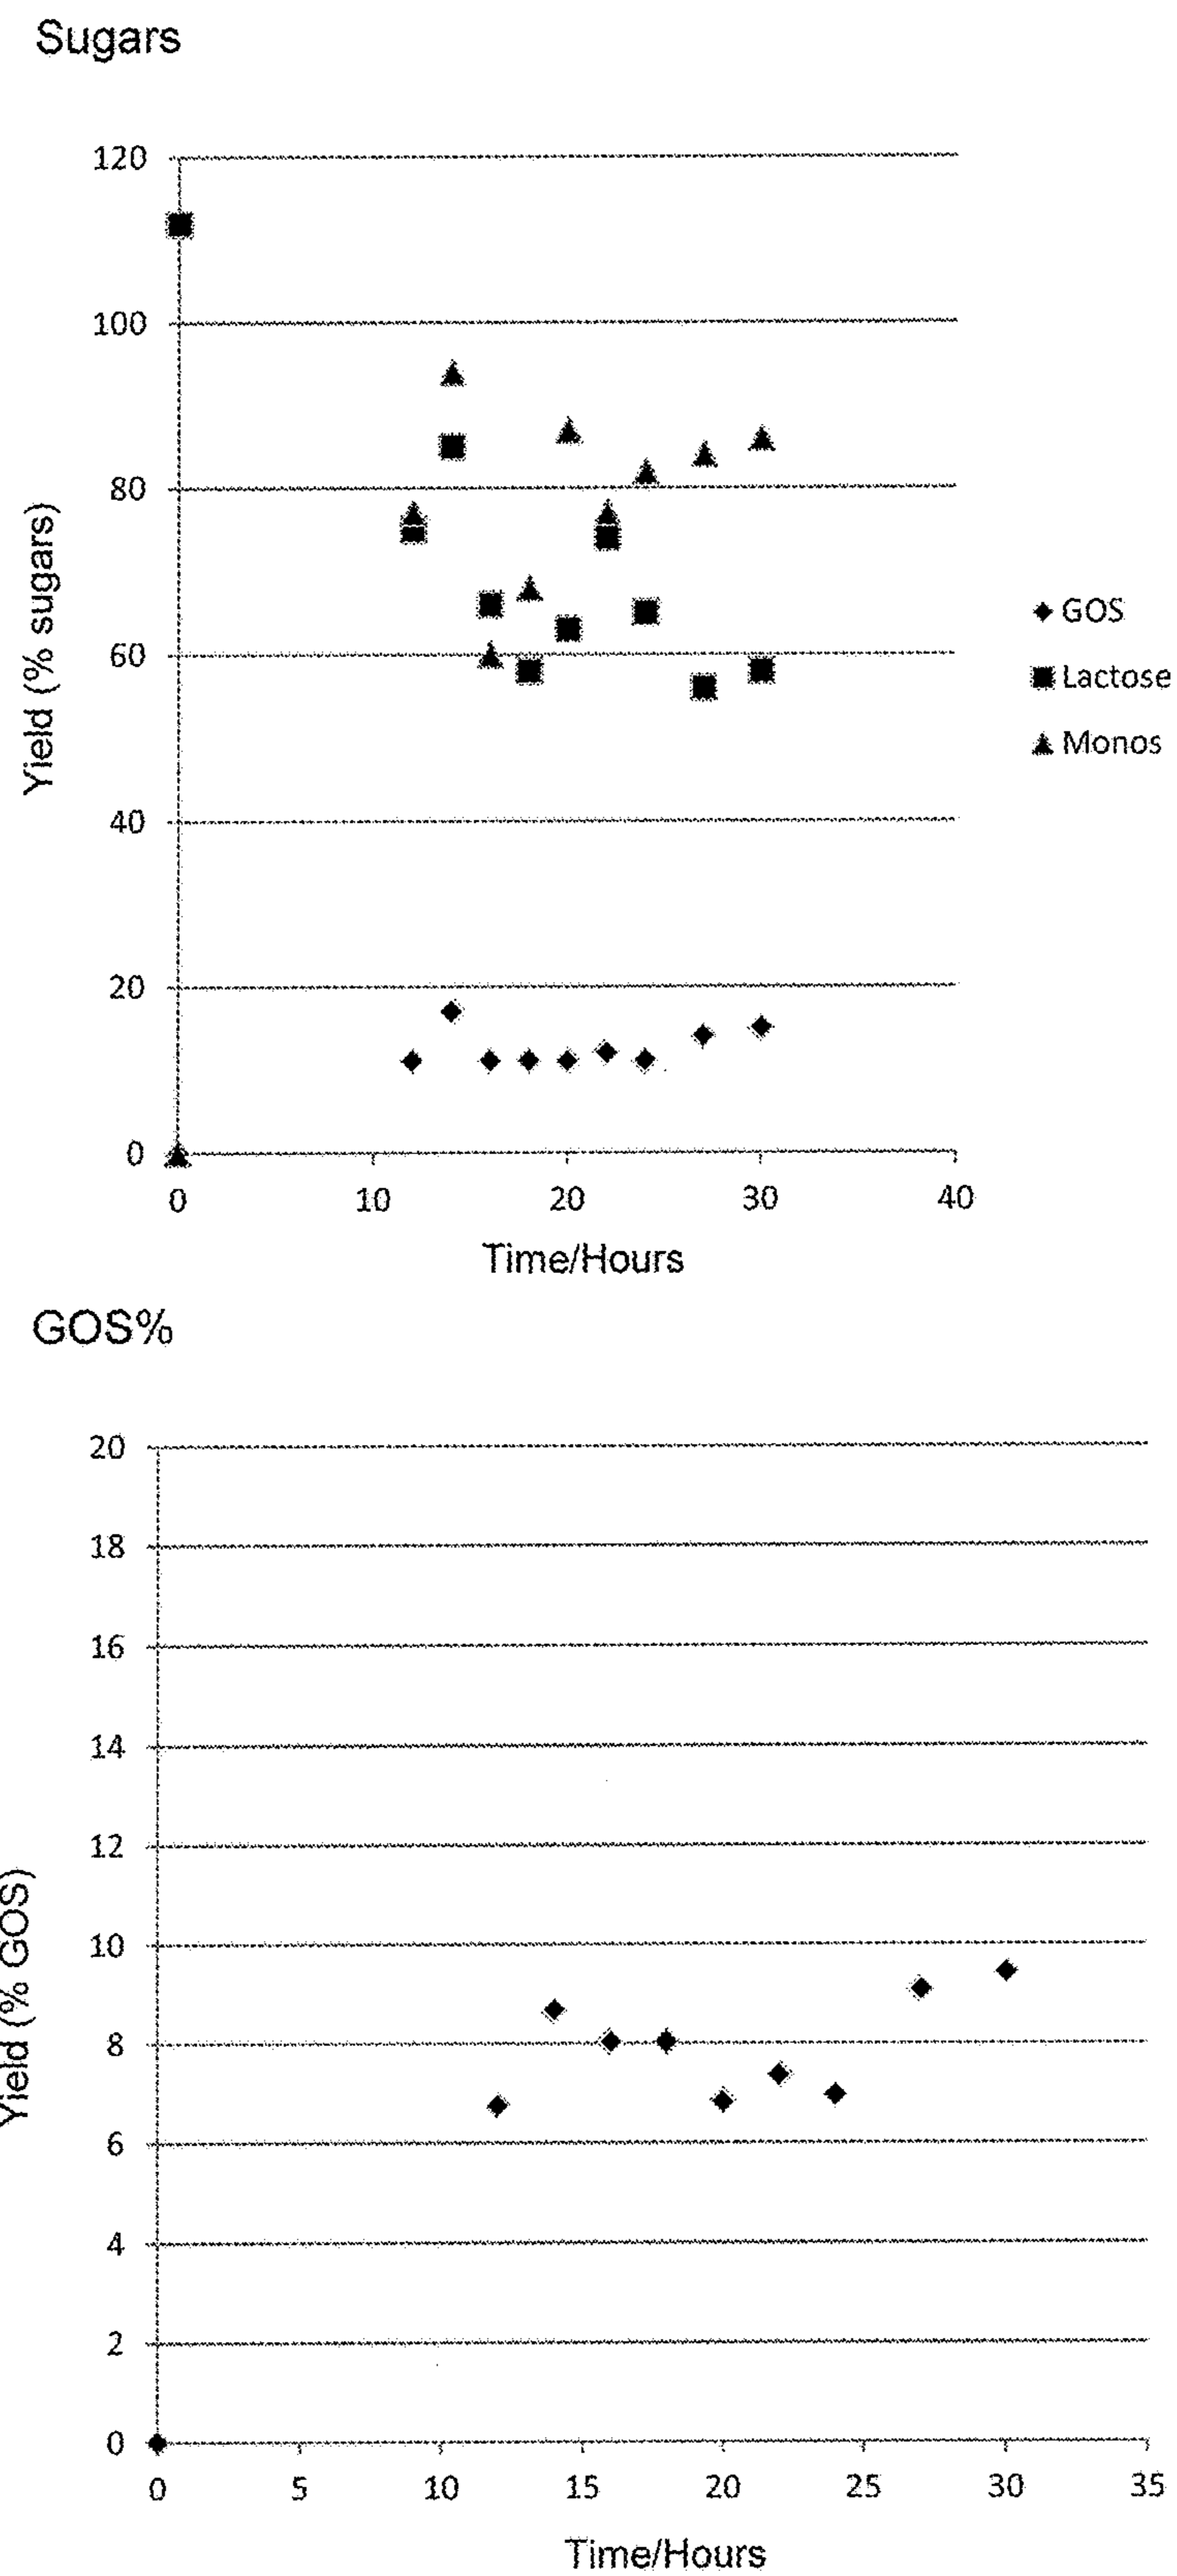 Sugars
120
100
80
60
40
20
0
0 10 20 30 40
Yield (% sugars)
Time/Hours
GOS
Lactose
Monos
GOS%
20
18
16
14
12
10
8
6
4
2
0
0 5 10 15 20 25 30 35
Yield (% GOS)
Time/Hours